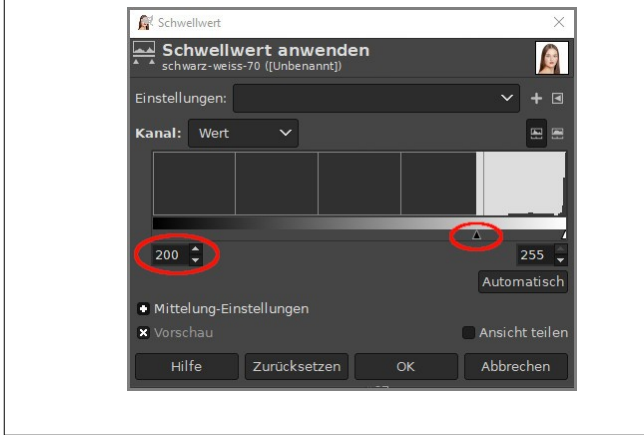 Schwellwert
Schwellwert anwenden
schwarz-weiss-70 ([Unbenannt])
Einstellungen:
Kanal: Wert
200 255
Automatisch
Mittelung-Einstellungen
Vorschau Ansicht teilen
Hilfe Zurücksetzen OK Abbrechen